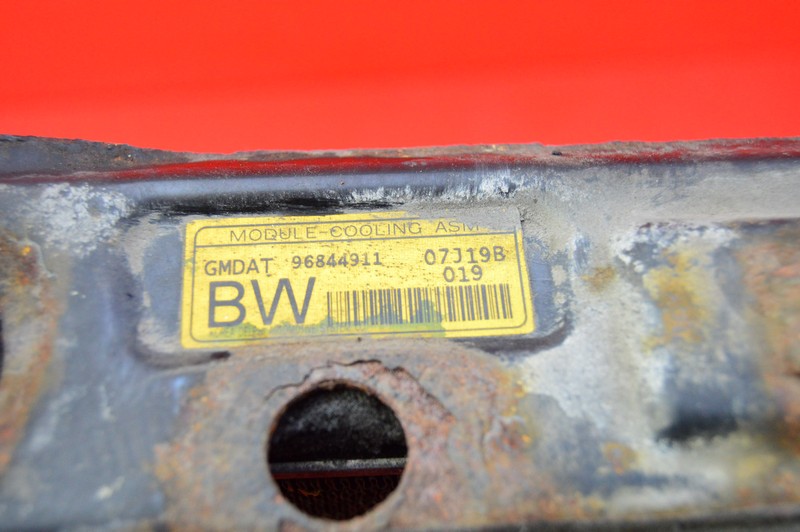 MODULE-COOLING ASM
GMDAT 96844911 07J19B
BW 019